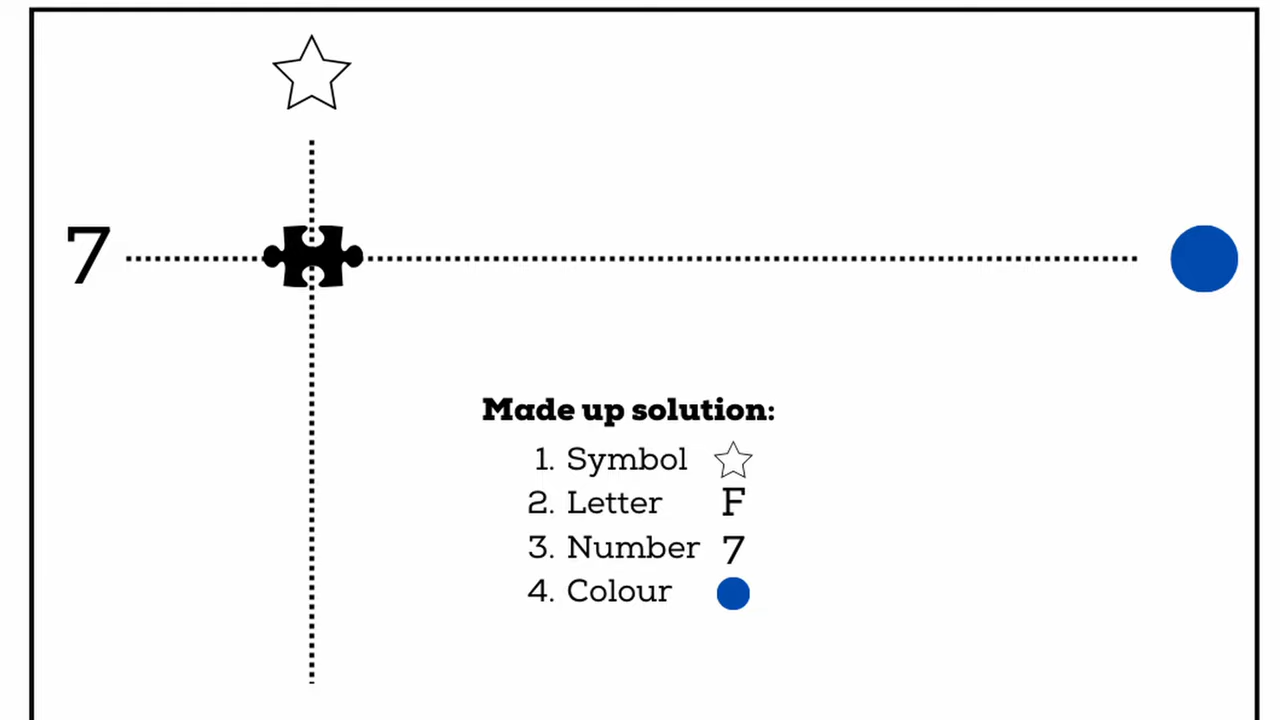 7
Made up solution:
1. Symbol
2. Letter F
3. Number 7
4. Colour